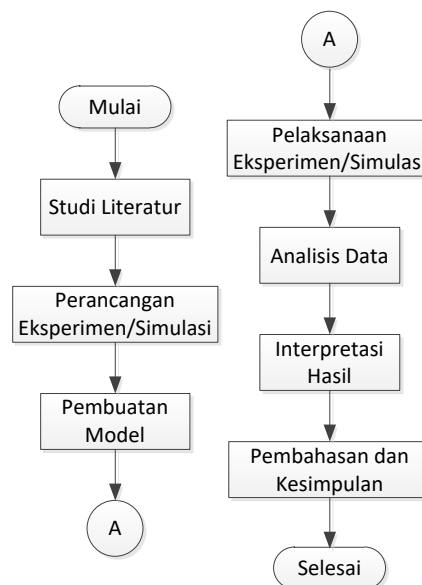 Mulai
Studi Literatur
Perancangan
Eksperimen/Simulasi
Pembuatan
Model
A
A
Pelaksanaan
Eksperimen/Simulas
Analisis Data
Interpretasi
Hasil
Pembahasan dan
Kesimpulan
Selesai